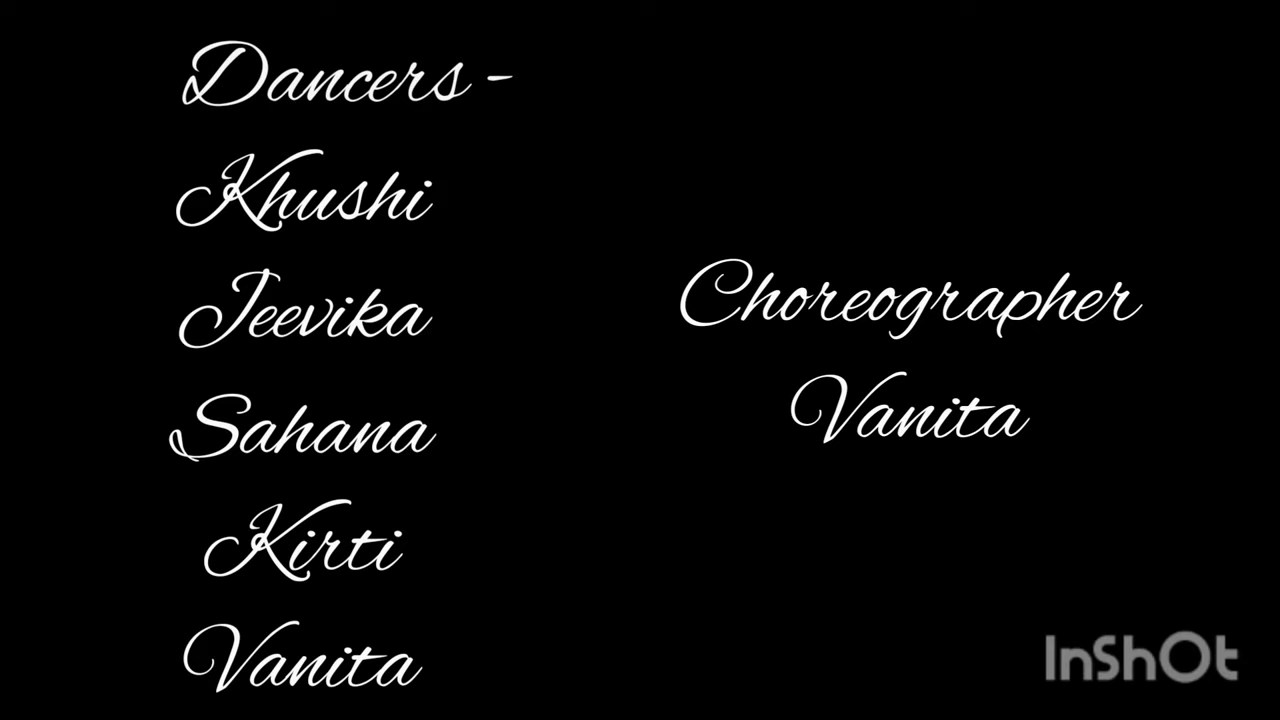 Dancers -
Khushi
Jeevika
Sahana
Kirti
Vanita
Choreographer
Vanita
InShOt